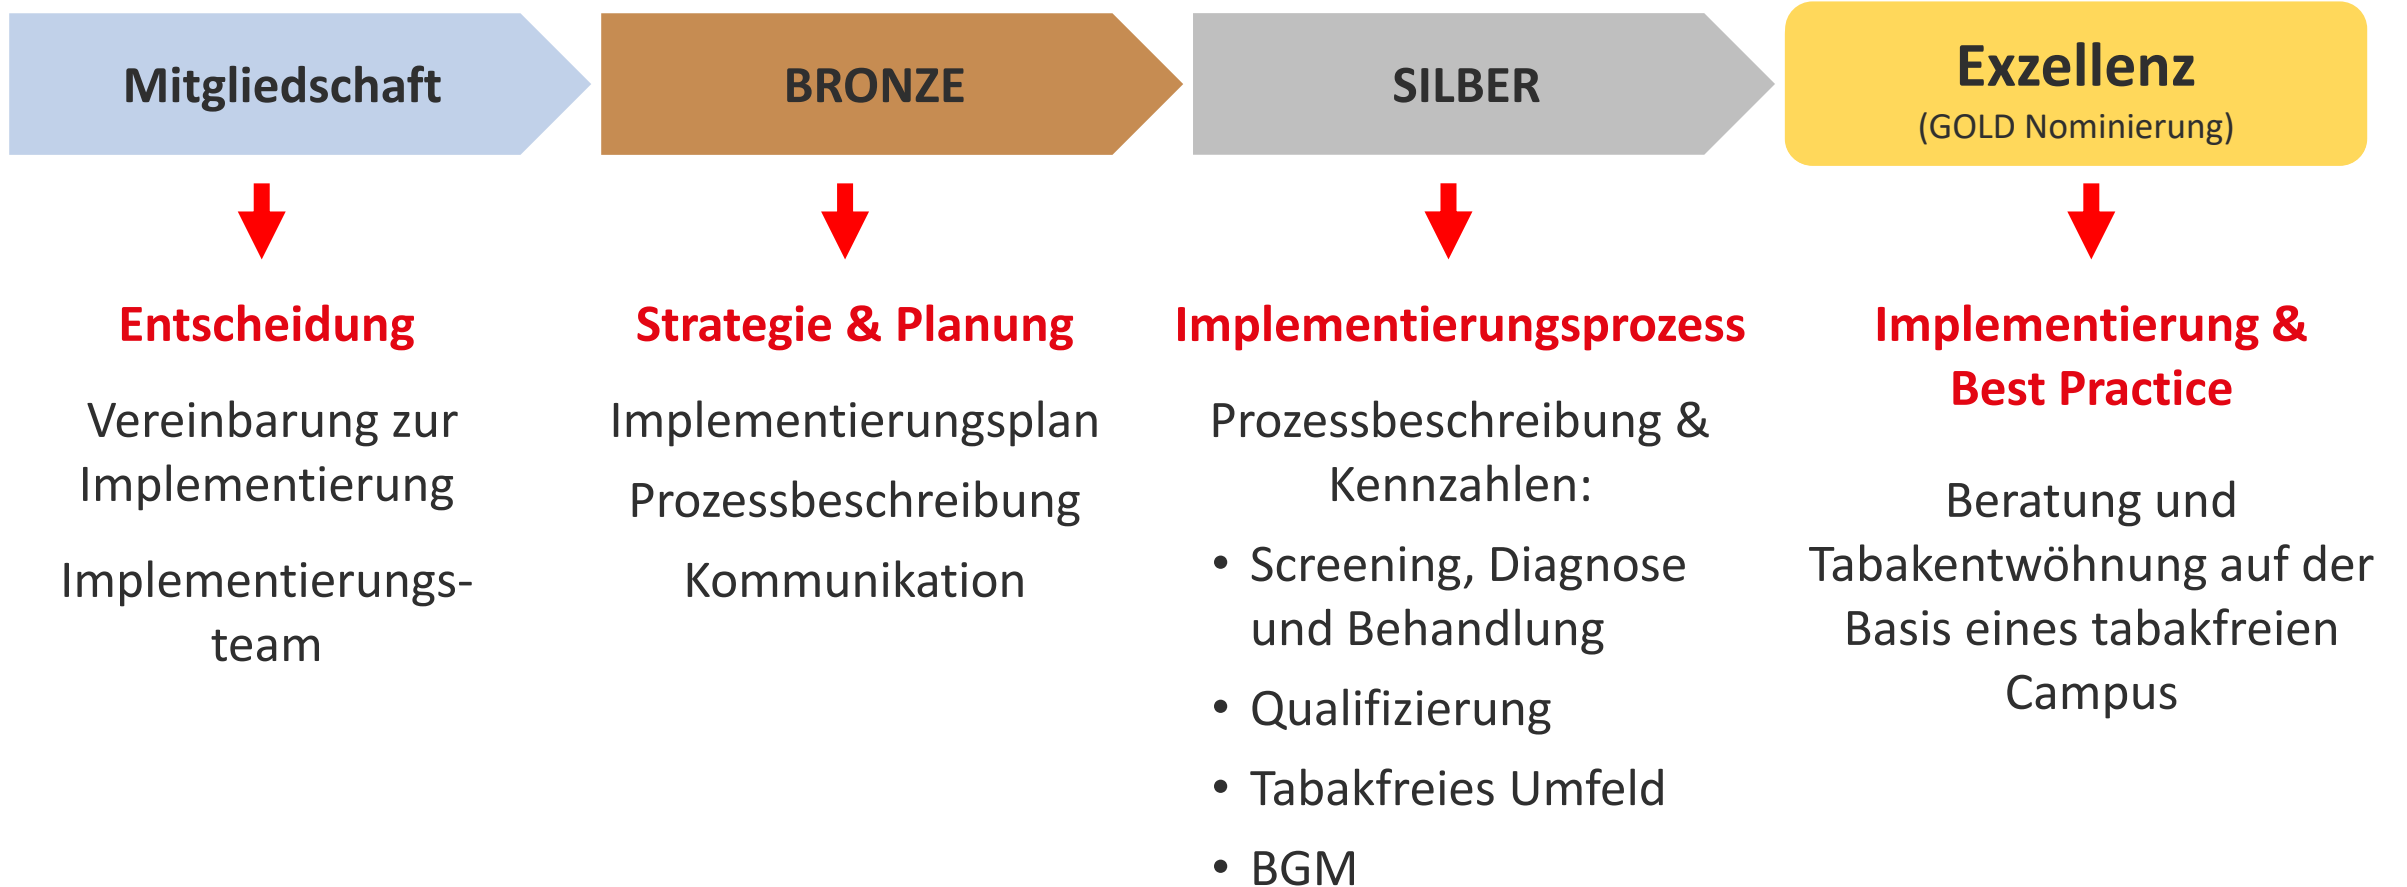 Mitgliedschaft
BRONZE
SILBER
Exzellenz
(GOLD Nominierung)
Entscheidung
Vereinbarung zur
Implementierung
Implementierungs-
team
Strategie & Planung
Implementierungsplan
Prozessbeschreibung
Kommunikation
Implementierungsprozess
Prozessbeschreibung &
Kennzahlen:
• Screening, Diagnose
und Behandlung
• Qualifizierung
• Tabakfreies Umfeld
• BGM
Implementierung &
Best Practice
Beratung und
Tabakentwöhnung auf der
Basis eines tabakfreien
Campus